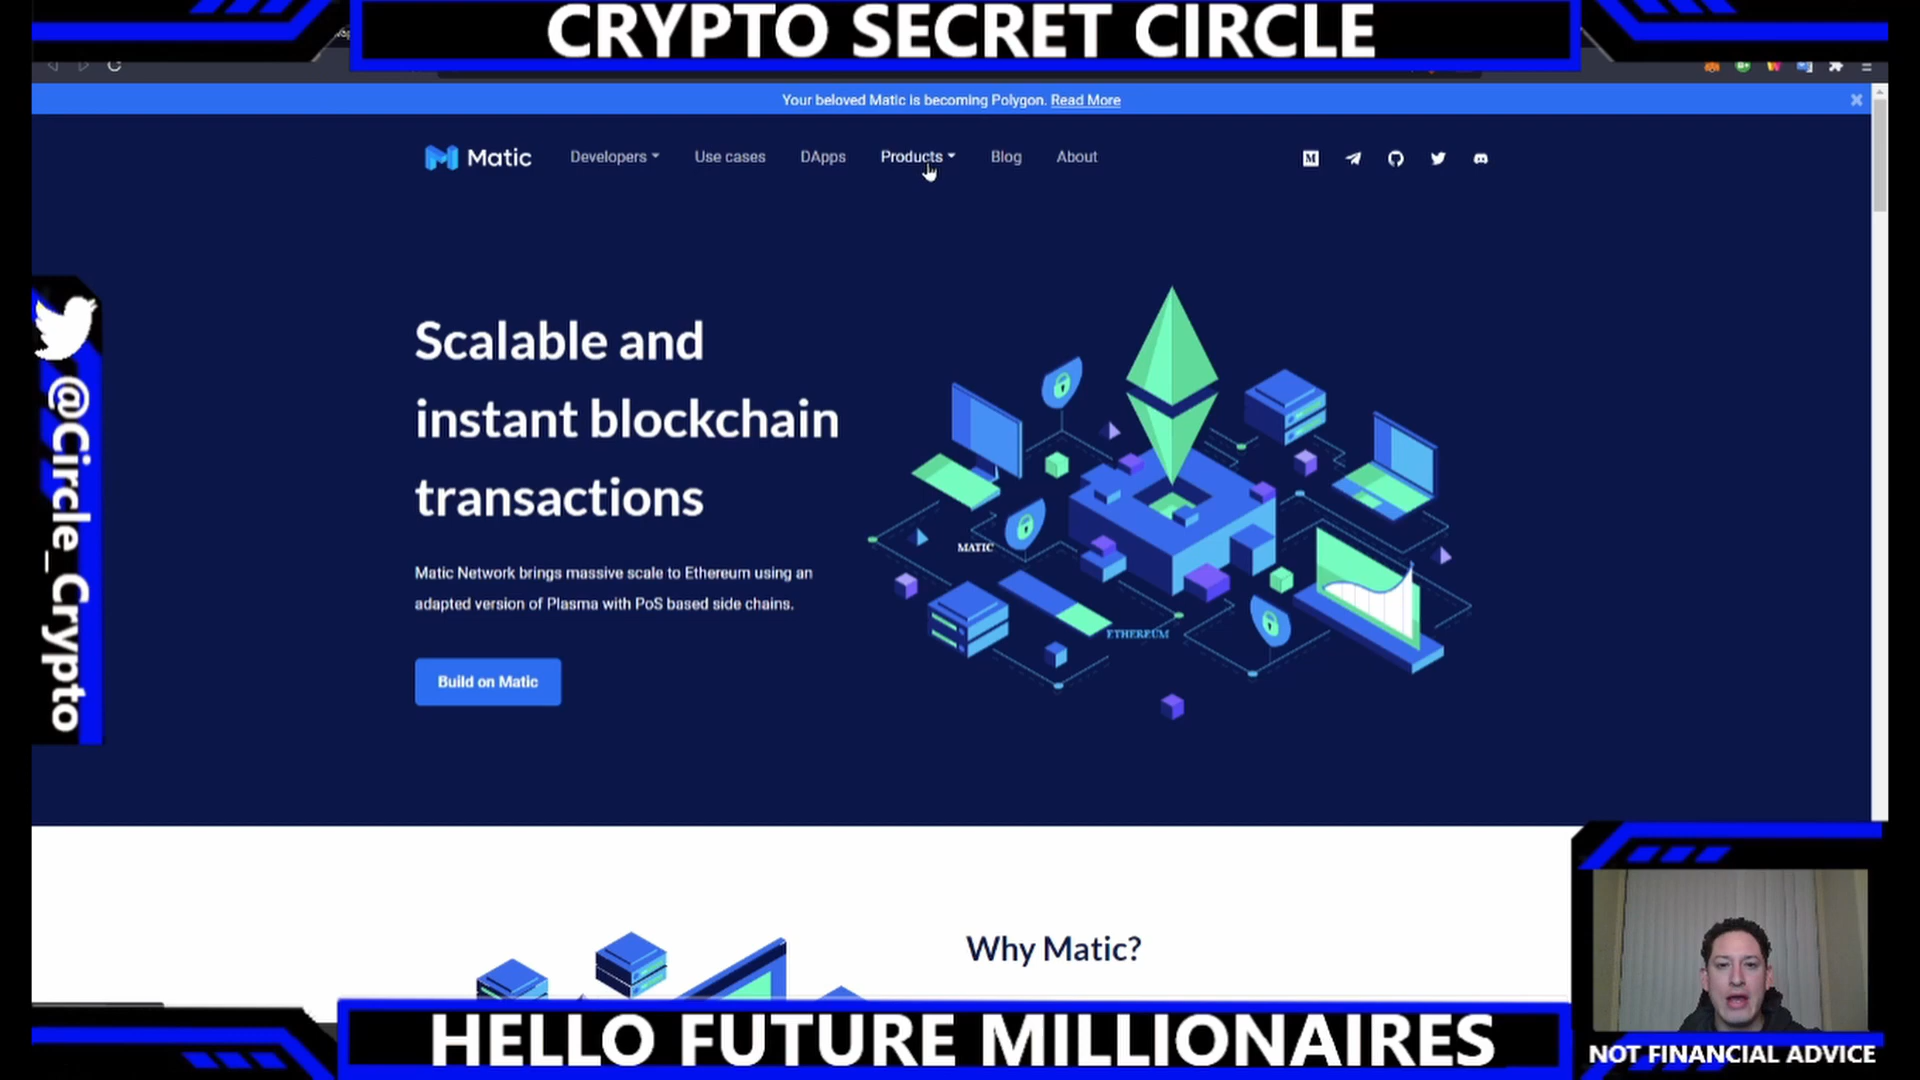 CRYPTO SECRET CIRCLE
Your beloved Matic is becoming Polygon. Read More
Matic
Developers
Use cases
DApps
Products
Blog
About
Scalable and
instant blockchain
transactions
Matic Network brings massive scale to Ethereum using an
adapted version of Plasma with PoS based side chains.
Build on Matic
MATIC
ETHEREUM
@Circle_Crypto
Why Matic?
HELLO FUTURE MILLIONAIRES
NOT FINANCIAL ADVICE